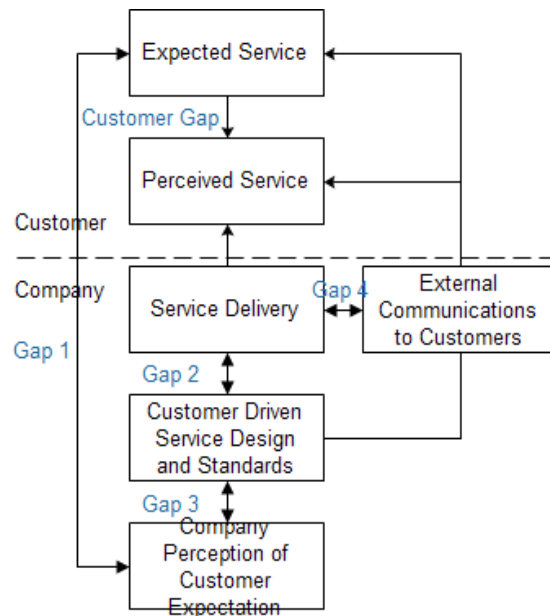 Expected Service
Customer Gap
Perceived Service
Customer
Company
Service Delivery
Gap 4
External
Communications
to Customers
Gap 1
Gap 2
Customer Driven
Service Design
and Standards
Gap 3
Company
Perception of
Customer
Expectation